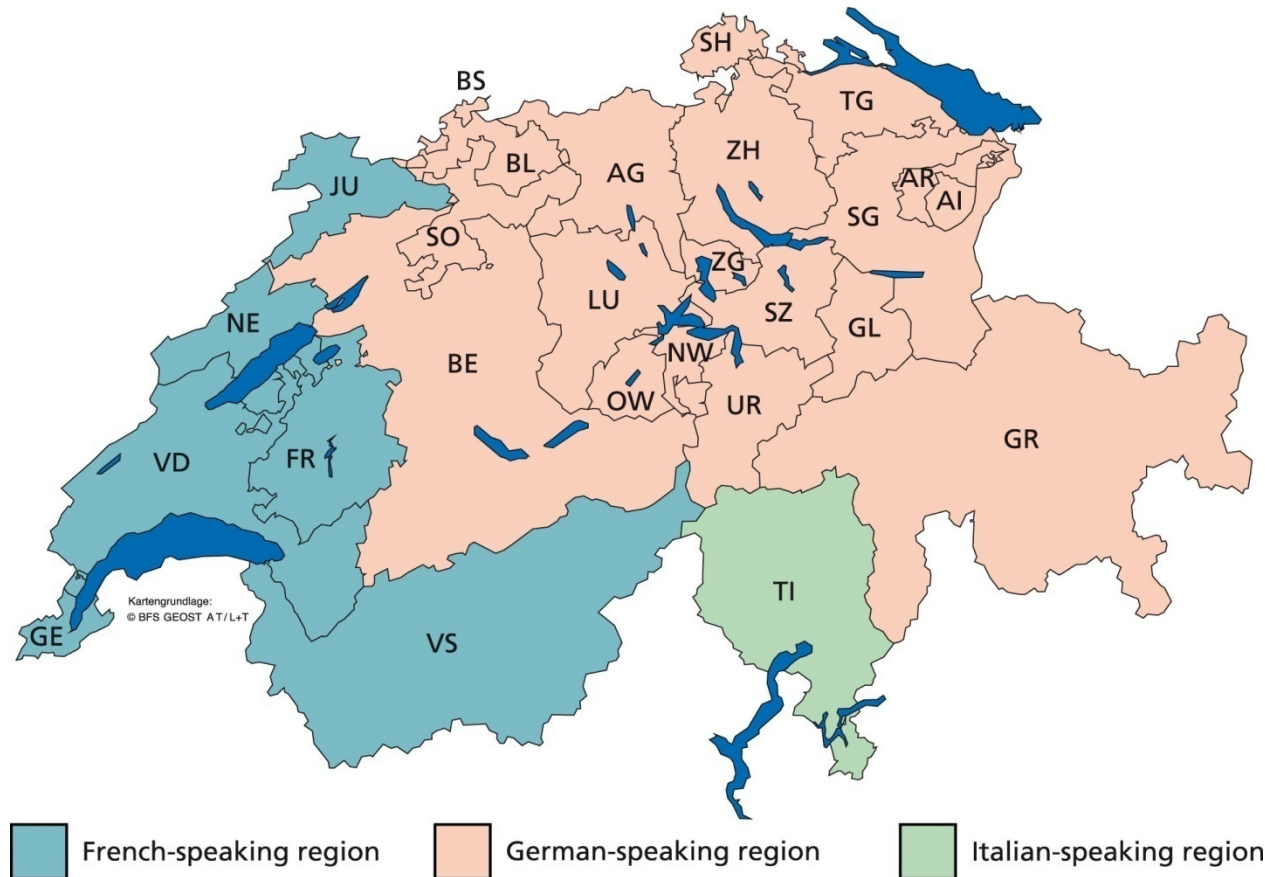 SH
BS
TG
ZH
BL
AG
JU
AR
AI
SG
SO
ZG
LU
NE
SZ
GL
NW
BE
OW
UR
GR
VD
FR
TI
Kartengrundlage:
© BFS GEOST A T / L+T
GE
VS
French-speaking region
German-speaking region
Italian-speaking region